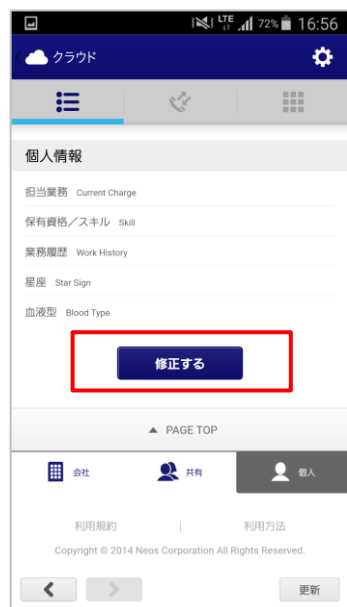 LTE 72% 16:56
クラウド
個人情報
担当業務 Current Charge
保有資格／スキル Skill
業務履歴 Work History
星座 Star Sign
血液型 Blood Type
修正する
▲ PAGE TOP
会社 共有 個人
利用規約 | 利用方法
Copyright © 2014 Neos Corporation All Rights Reserved.
更新